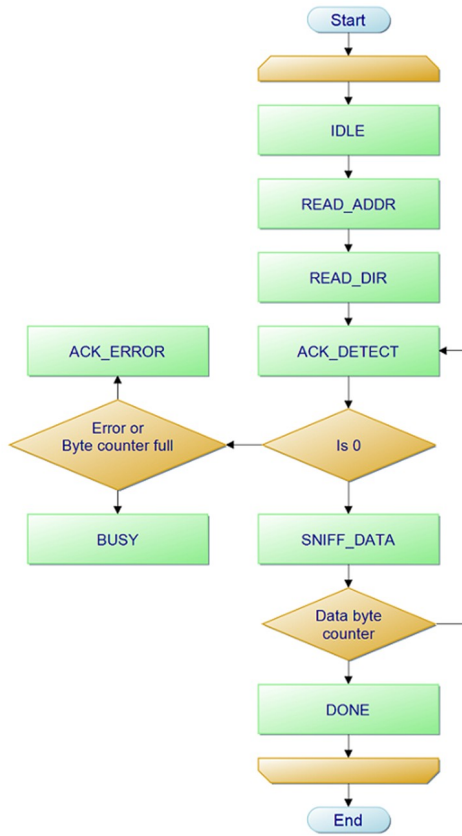 Start
IDLE
READ_ADDR
READ_DIR
ACK_DETECT
ACK_ERROR
Error or
Byte counter full
Is 0
BUSY
SNIFF_DATA
Data byte
counter
DONE
End